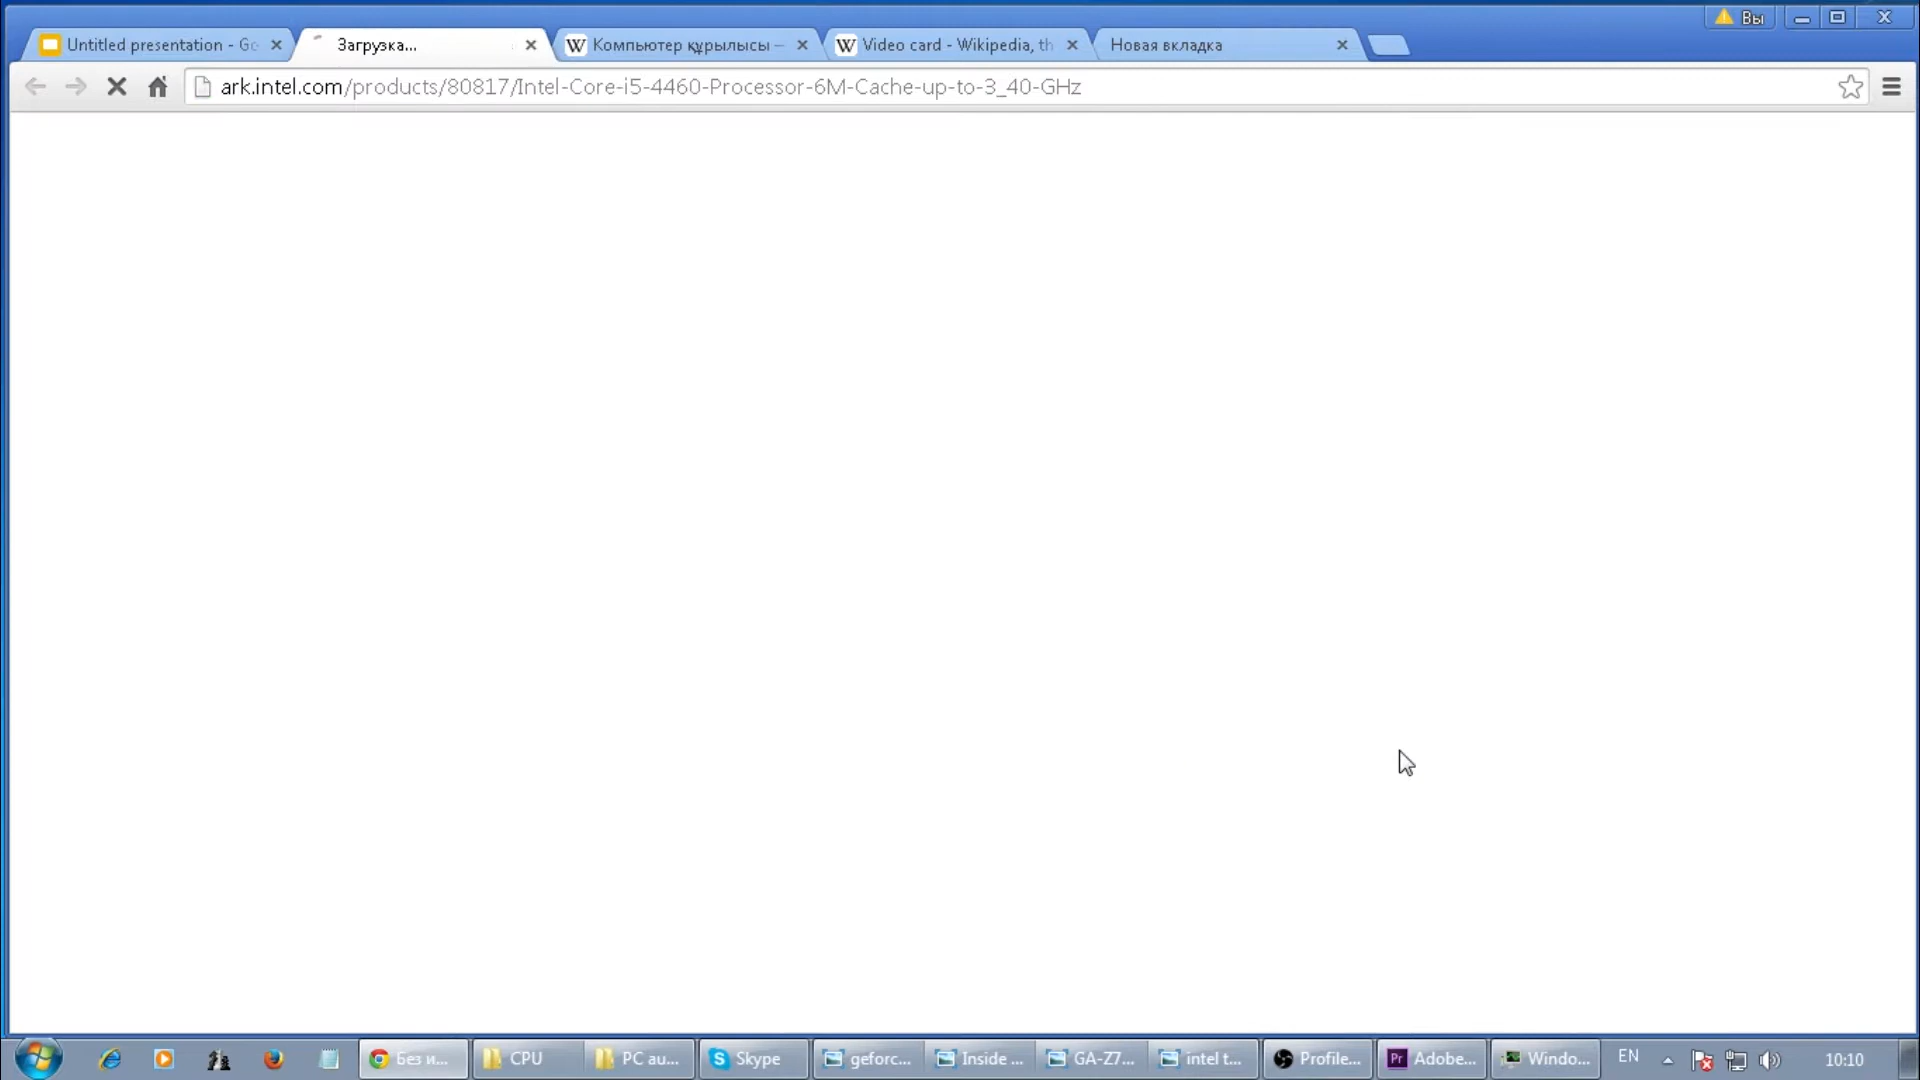 Вы
Untitled presentation - Go
Загрузка...
Компьютер құрылысы –
Video card - Wikipedia, th
Новая вкладка
ark.intel.com/products/80817/Intel-Core-i5-4460-Processor-6M-Cache-up-to-3_40-GHz
Без и...
CPU
PC au...
Skype
geforc...
Inside ...
GA-Z7...
intel t...
Profile...
Adobe...
Windo...
EN
10:10